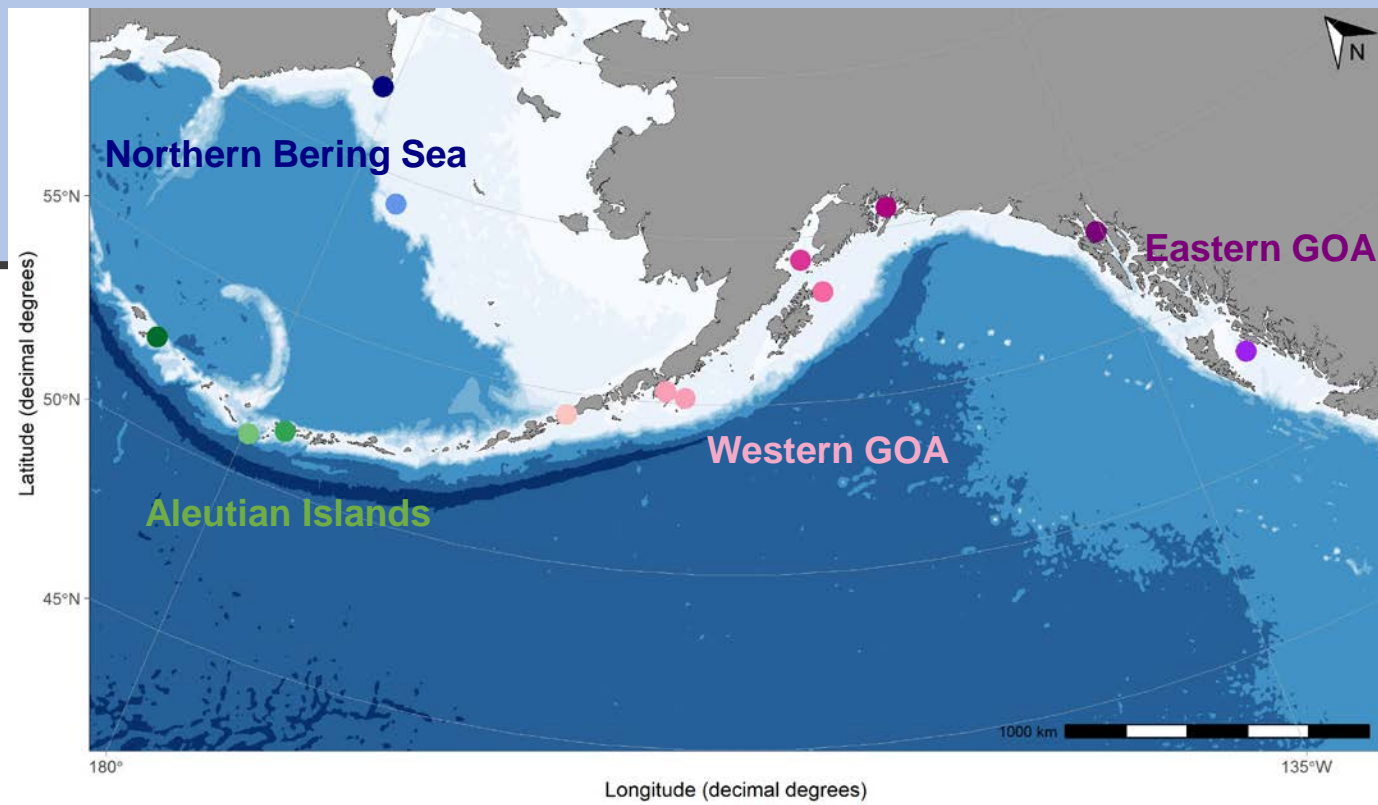 N
Northern Bering Sea
55°N
Eastern GOA
Latitude (decimal degrees)
50°N
Western GOA
Aleutian Islands
45°N
1000 km
180°
135°W
Longitude (decimal degrees)